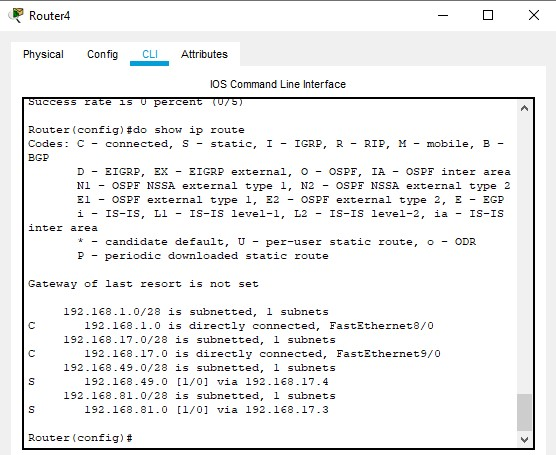 Router4
Physical Config CLI Attributes
IOS Command Line Interface
Success rate is 0 percent (0/5)
Router(config)#do show ip route
Codes: C - connected, S - static, I - IGRP, R - RIP, M - mobile, B -
BGP
D - EIGRP, EX - EIGRP external, O - OSPF, IA - OSPF inter area
N1 - OSPF NSSA external type 1, N2 - OSPF NSSA external type 2
E1 - OSPF external type 1, E2 - OSPF external type 2, E - EGP
i - IS-IS, L1 - IS-IS level-1, L2 - IS-IS level-2, ia - IS-IS
inter area
* - candidate default, U - per-user static route, o - ODR
P - periodic downloaded static route
Gateway of last resort is not set
192.168.1.0/28 is subnetted, 1 subnets
C 192.168.1.0 is directly connected, FastEthernet8/0
192.168.17.0/28 is subnetted, 1 subnets
C 192.168.17.0 is directly connected, FastEthernet9/0
192.168.49.0/28 is subnetted, 1 subnets
S 192.168.49.0 [1/0] via 192.168.17.4
192.168.81.0/28 is subnetted, 1 subnets
S 192.168.81.0 [1/0] via 192.168.17.3
Router(config)#